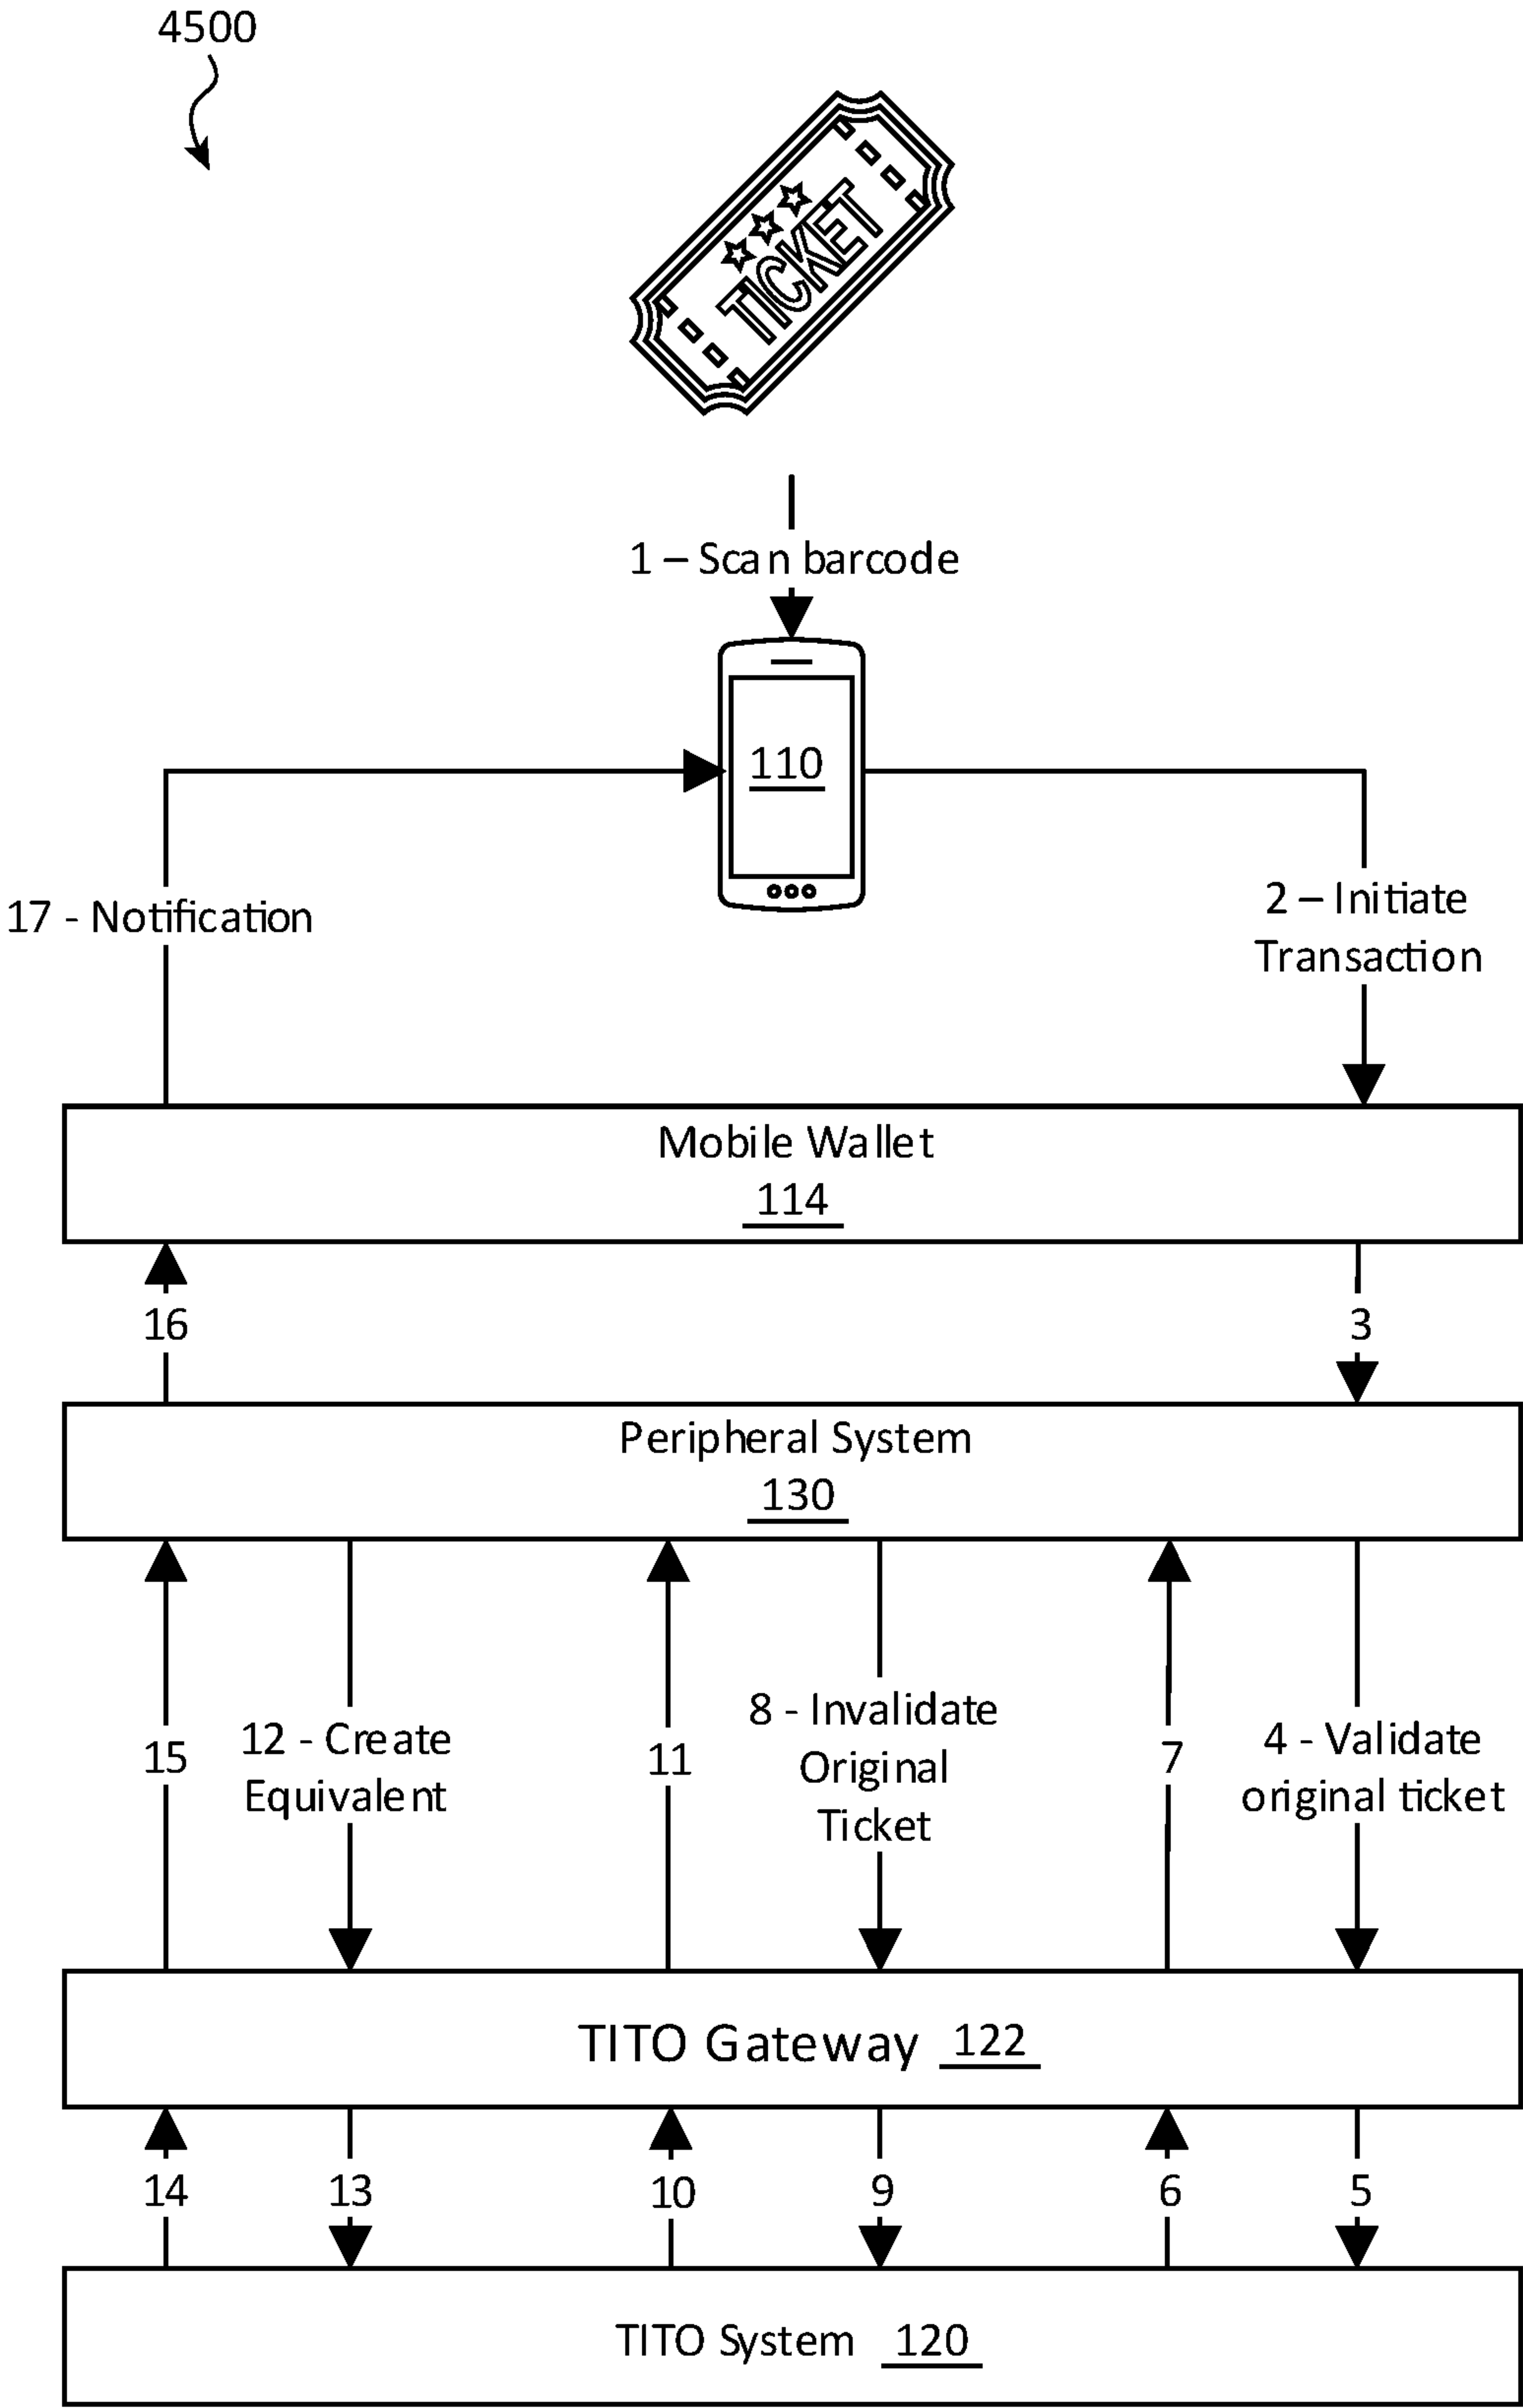 4500
TICKET
1 – Scan barcode
110
17 - Notification
2 – Initiate
Transaction
Mobile Wallet
114
16
3
Peripheral System
130
15
12 - Create
Equivalent
11
8 - Invalidate
Original
Ticket
7
4 - Validate
original ticket
TITO Gateway 122
14
13
10
9
6
5
TITO System 120